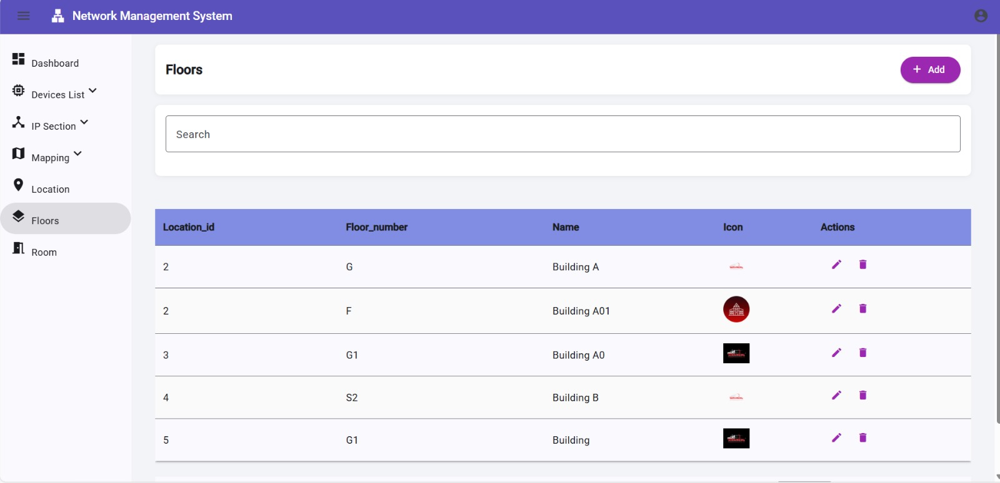 Network Management System
Dashboard
Devices List
IP Section
Mapping
Location
Floors
Room
Floors
+ Add
Search
Location_id Floor_number Name Icon Actions
2 G Building A
2 F Building A01
3 G1 Building A0
4 S2 Building B
5 G1 Building